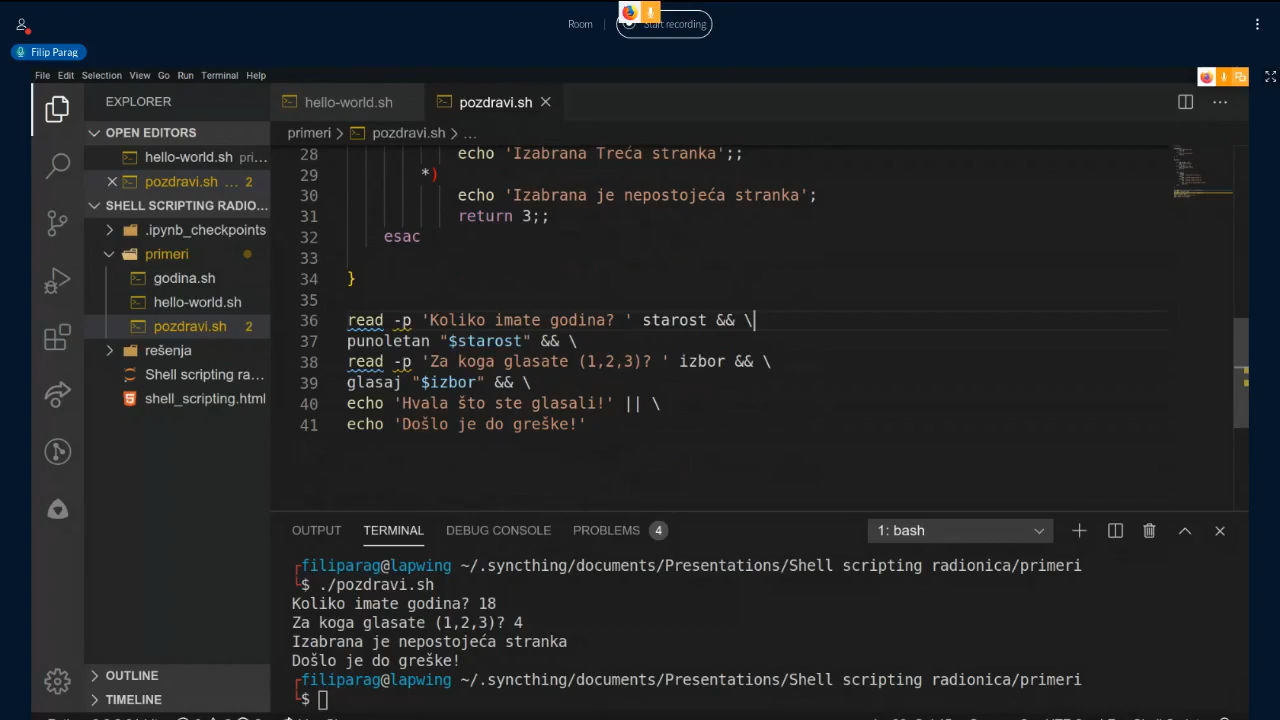 Room
Start recording
Filip Parag
File Edit Selection View Go Run Terminal Help
EXPLORER
hello-world.sh
pozdravi.sh
OPEN EDITORS
primeri > pozdravi.sh > ...
hello-world.sh pri...
pozdravi.sh ... 2
SHELL SCRIPTING RADIO...
.ipynb_checkpoints
primeri
godina.sh
hello-world.sh
pozdravi.sh 2
rešenja
Shell scripting ra...
shell_scripting.html
OUTLINE
TIMELINE
28 echo 'Izabrana Treća stranka';;
29 *)
30 echo 'Izabrana je nepostojeća stranka';
31 return 3;;
32 esac
33
34 }
35
36 read -p 'Koliko imate godina? ' starost && \
37 punoletan "$starost" && \
38 read -p 'Za koga glasate (1,2,3)? ' izbor && \
39 glasaj "$izbor" && \
40 echo 'Hvala što ste glasali!' || \
41 echo 'Došlo je do greške!'
OUTPUT TERMINAL DEBUG CONSOLE PROBLEMS 4
1: bash
filiparag@lapwing ~/.syncthing/documents/Presentations/Shell scripting radionica/primeri
$ ./pozdravi.sh
Koliko imate godina? 18
Za koga glasate (1,2,3)? 4
Izabrana je nepostojeća stranka
Došlo je do greške!
filiparag@lapwing ~/.syncthing/documents/Presentations/Shell scripting radionica/primeri
$